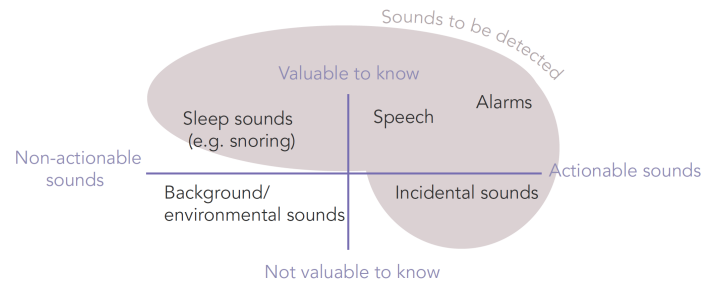 Sounds to be detected
Valuable to know
Alarms
Sleep sounds
(e.g. snoring)
Speech
Non-actionable
sounds
Actionable sounds
Background/
environmental sounds
Incidental sounds
Not valuable to know